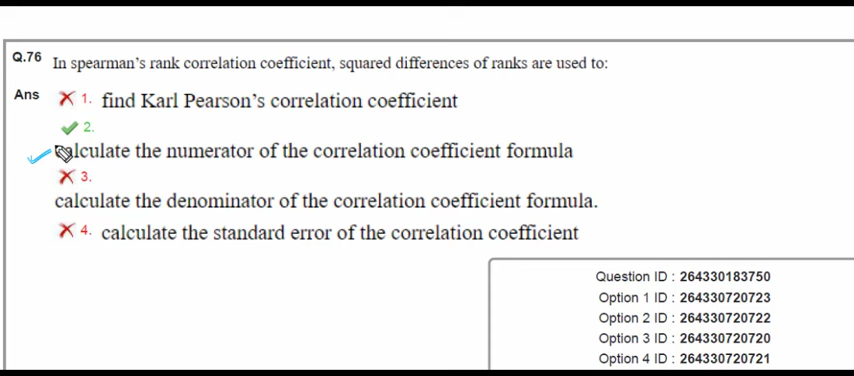 Q.76 In spearman's rank correlation coefficient, squared differences of ranks are used to:
Ans 1. find Karl Pearson's correlation coefficient
2.
calculate the numerator of the correlation coefficient formula
3.
calculate the denominator of the correlation coefficient formula.
4. calculate the standard error of the correlation coefficient
Question ID : 264330183750
Option 1 ID : 264330720723
Option 2 ID : 264330720722
Option 3 ID : 264330720720
Option 4 ID : 264330720721